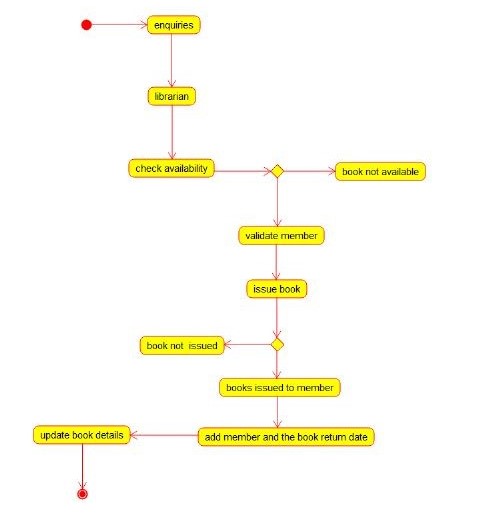 enquiries
librarian
check availability
book not available
validate member
issue book
book not issued
books issued to member
update book details
add member and the book return date